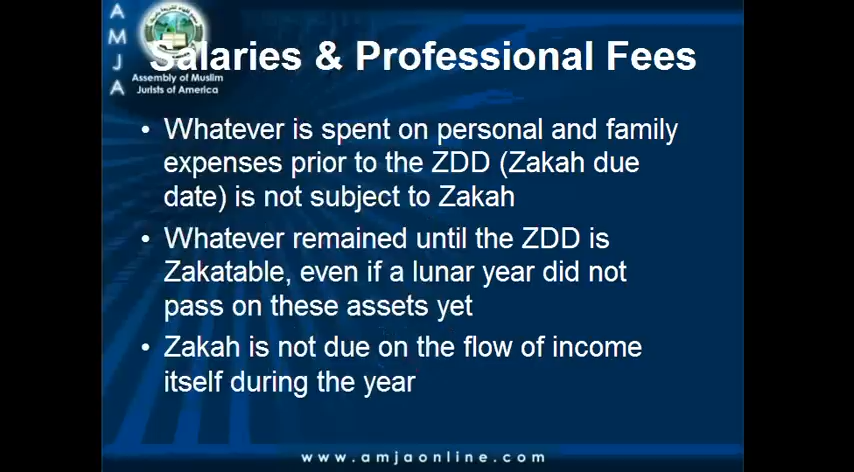 A
M
J
A
Assembly of Muslim
Jurists of America
Salaries & Professional Fees
• Whatever is spent on personal and family
expenses prior to the ZDD (Zakah due
date) is not subject to Zakah
• Whatever remained until the ZDD is
Zakatable, even if a lunar year did not
pass on these assets yet
• Zakah is not due on the flow of income
itself during the year
www.amjaonline.com